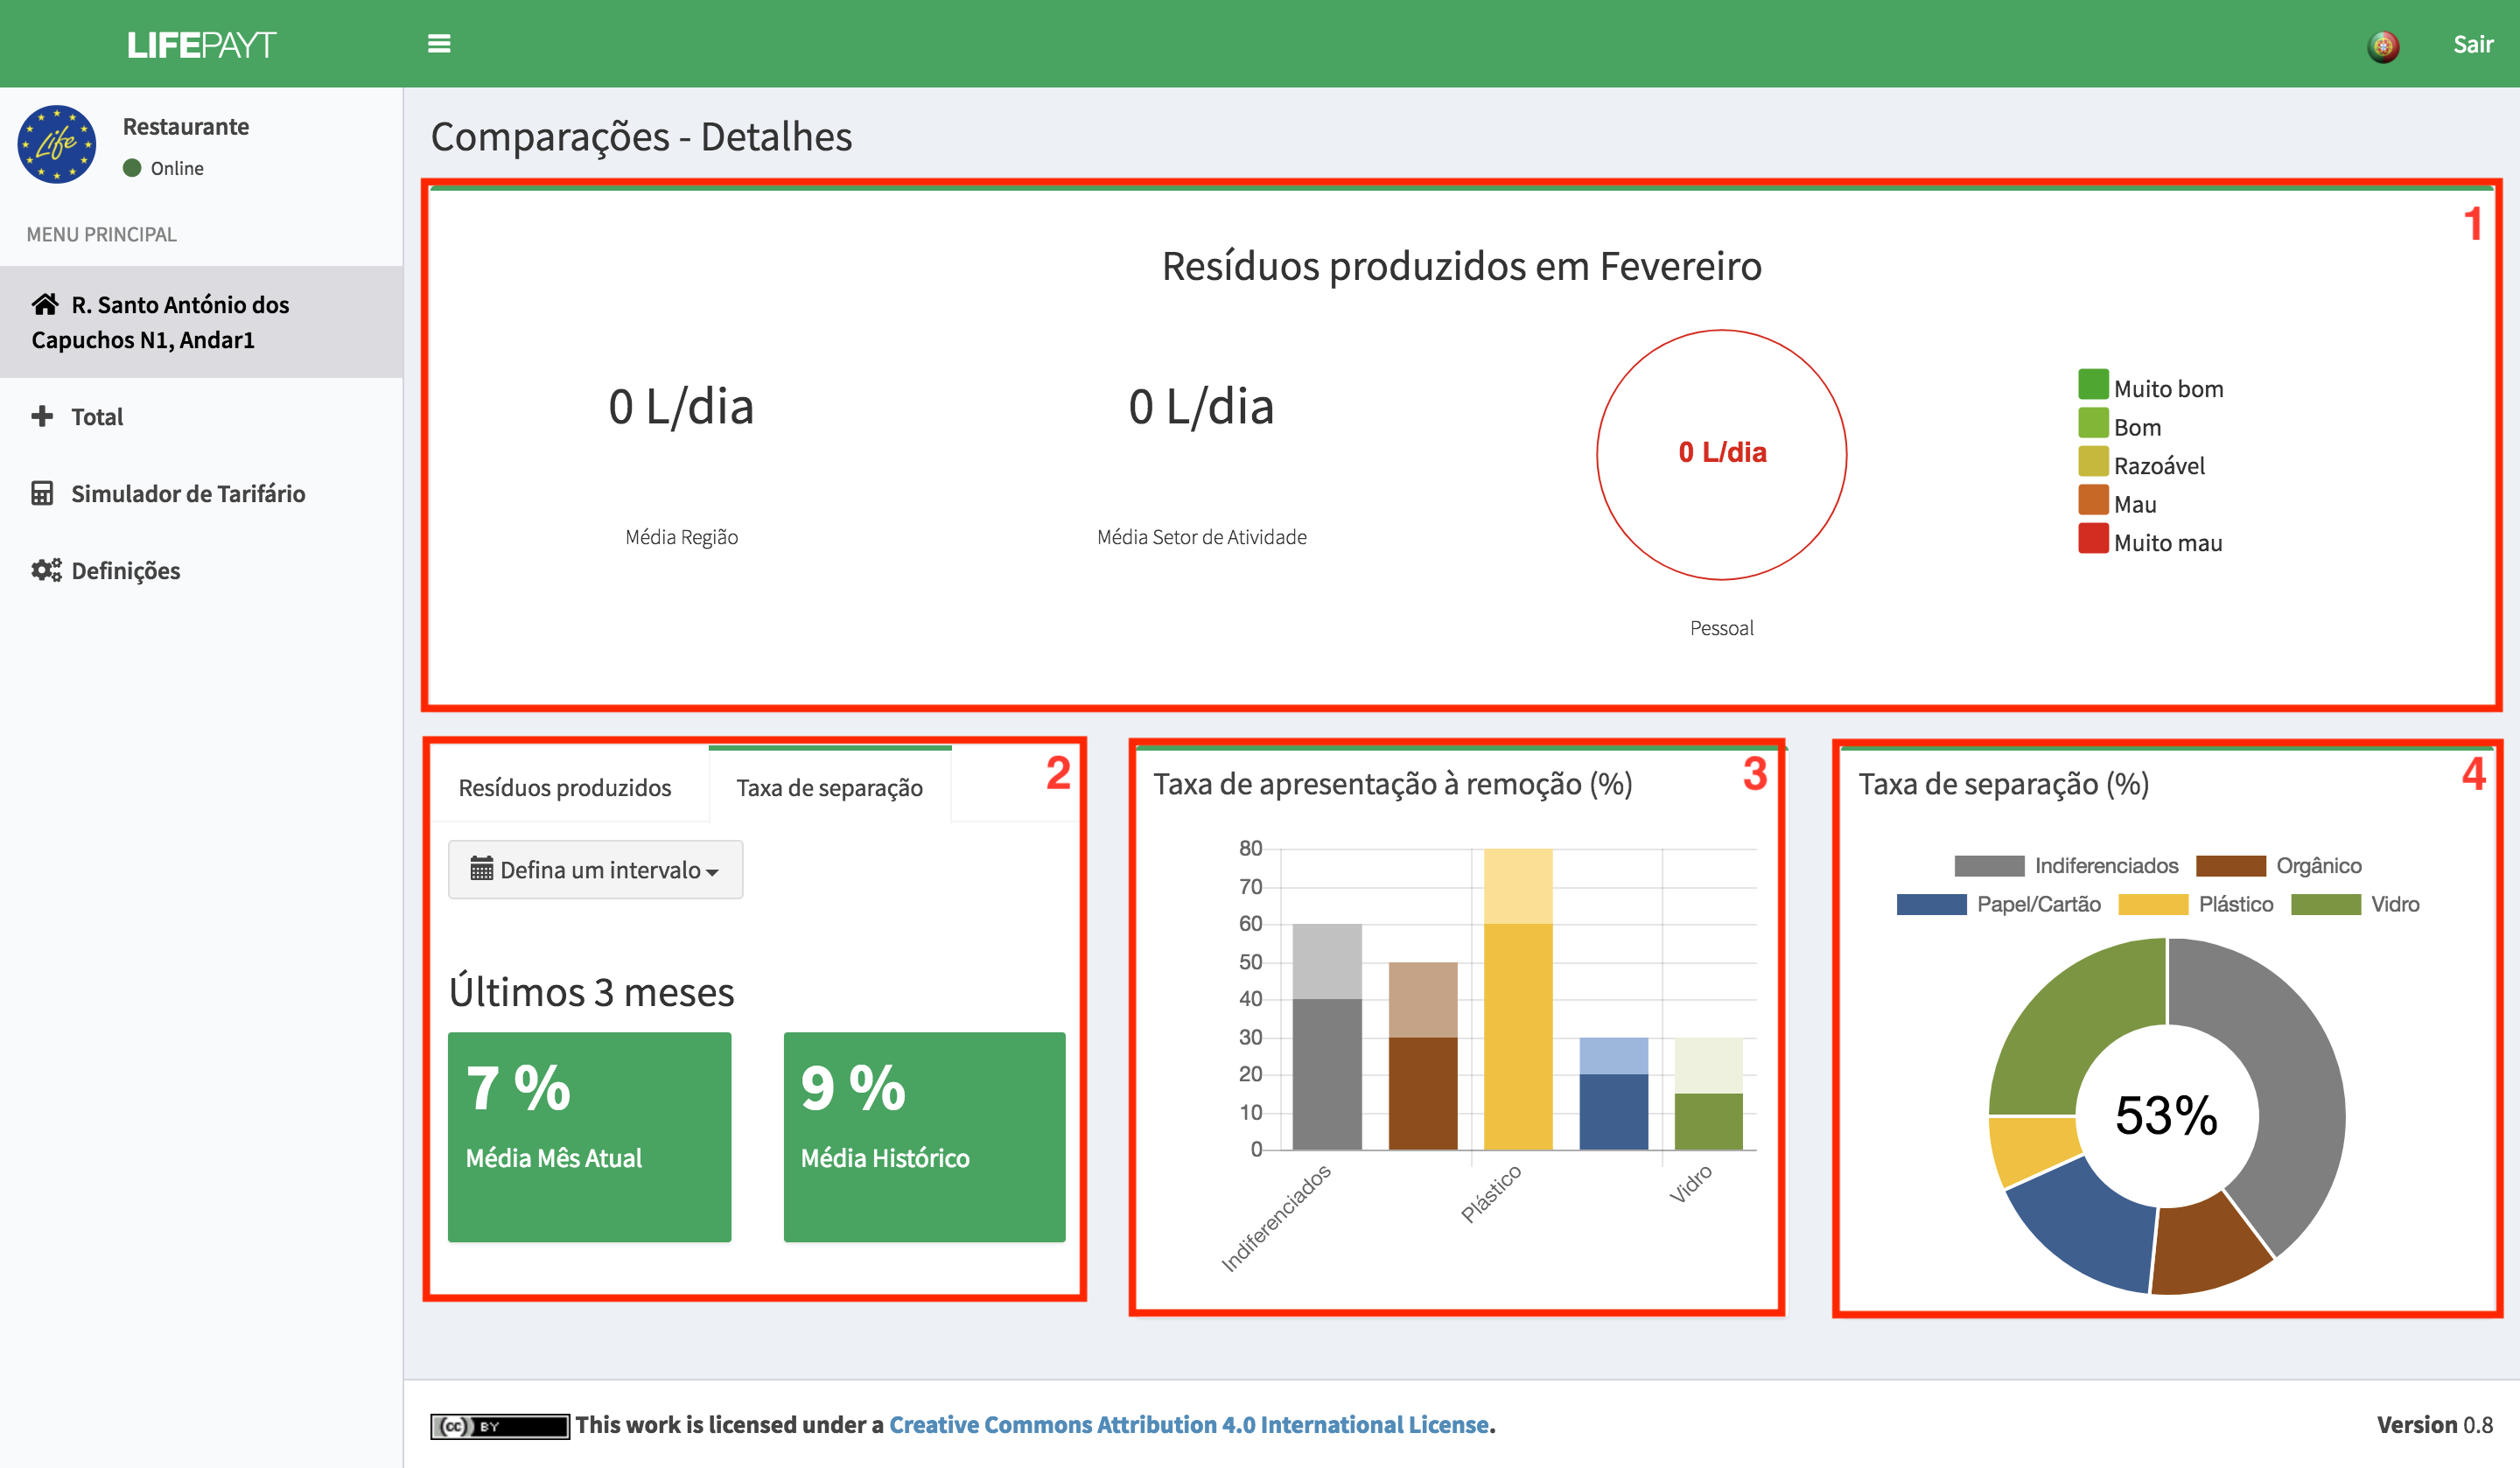 LIFEPAYT
Sair
Life
Restaurante
Online
MENU PRINCIPAL
R. Santo António dos
Capuchos N1, Andar1
Total
Simulador de Tarifário
Definições
Comparações - Detalhes
1
Resíduos produzidos em Fevereiro
0 L/dia
Média Região
0 L/dia
Média Setor de Atividade
0 L/dia
Pessoal
Muito bom
Bom
Razoável
Mau
Muito mau
2
Resíduos produzidos
Taxa de separação
Defina um intervalo
Últimos 3 meses
7 %
Média Mês Atual
9 %
Média Histórico
3
Taxa de apresentação à remoção (%)
80
70
60
50
40
30
20
10
0
Indiferenciados
Plástico
Vidro
4
Taxa de separação (%)
Indiferenciados
Orgânico
Papel/Cartão
Plástico
Vidro
53%
(cc) BY
This work is licensed under a Creative Commons Attribution 4.0 International License.
Version 0.8